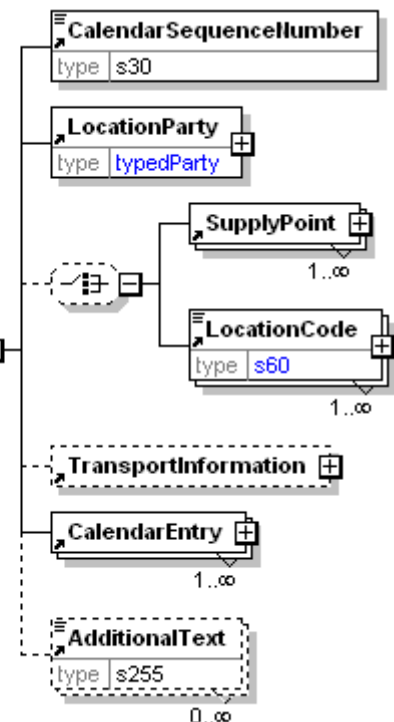 CalendarSequenceNumber
type s30
LocationParty
type typedParty
SupplyPoint
1..∞
LocationCode
type s60
1..∞
TransportInformation
CalendarEntry
1..∞
AdditionalText
type s255
0..∞